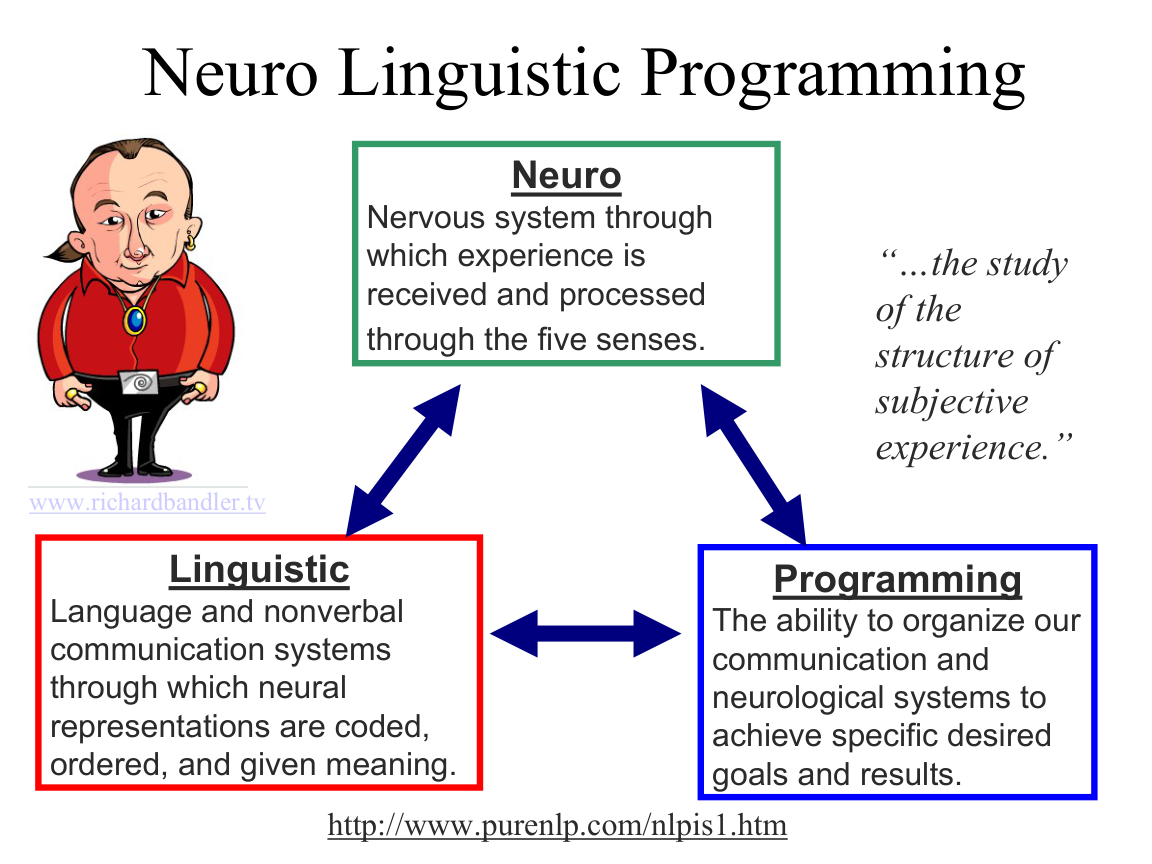 Neuro Linguistic Programming
Neuro
Nervous system through
which experience is
received and processed
through the five senses.
“…the study
of the
structure of
subjective
experience.”
www.richardbandler.tv
Linguistic
Language and nonverbal
communication systems
through which neural
representations are coded,
ordered, and given meaning.
Programming
The ability to organize our
communication and
neurological systems to
achieve specific desired
goals and results.
http://www.purenlp.com/nlpis1.htm